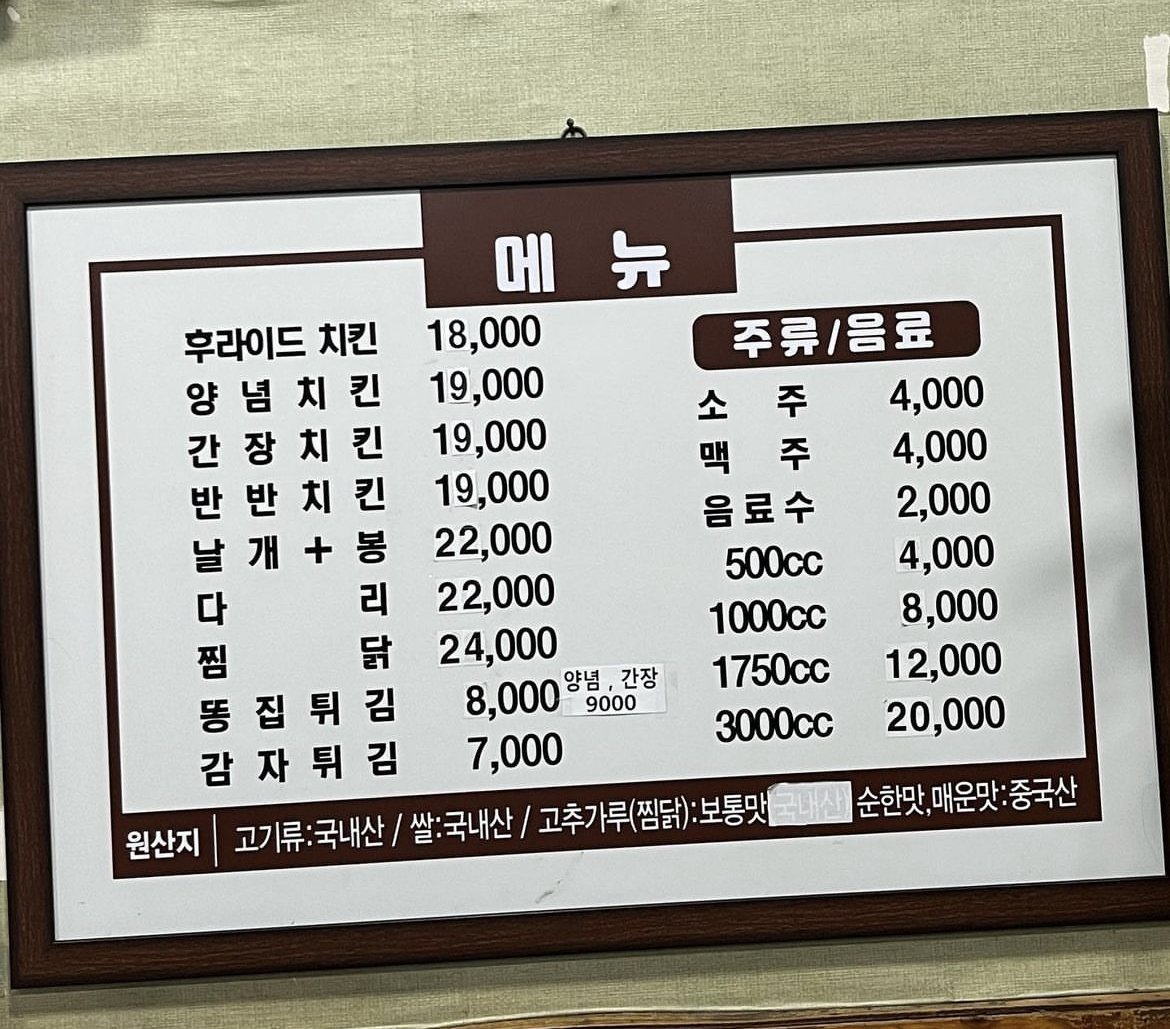 메뉴
후라이드 치킨 18,000
양념치킨 19,000
간장치킨 19,000
반반치킨 19,000
날개+봉 22,000
다리 22,000
찜닭 24,000
똥집튀김 8,000 양념, 간장 9000
감자튀김 7,000
주류/음료
소주 4,000
맥주 4,000
음료수 2,000
500cc 4,000
1000cc 8,000
1750cc 12,000
3000cc 20,000
원산지 | 고기류:국내산 / 쌀:국내산 / 고추가루(찜닭):보통맛(국내산) 순한맛,매운맛:중국산